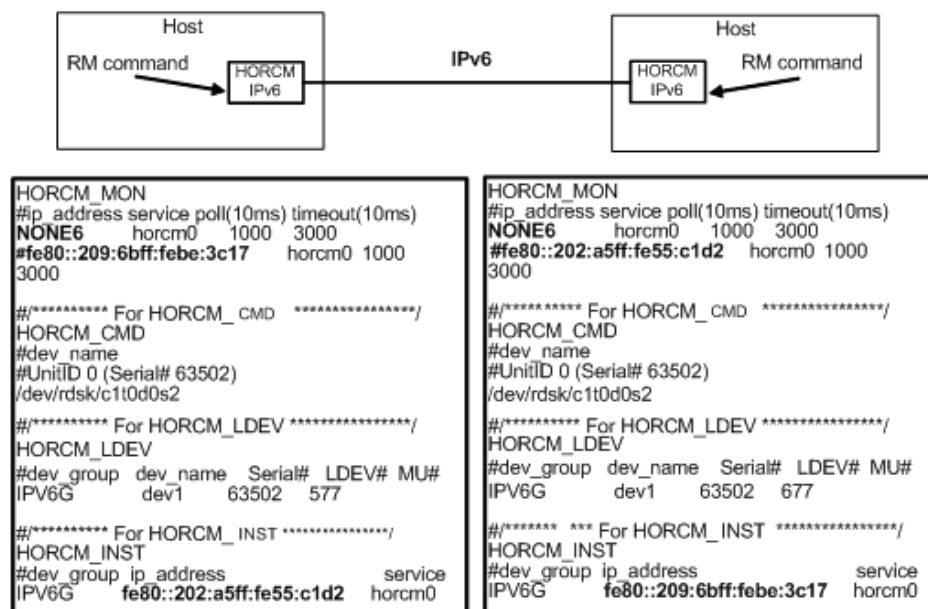 Host
RM command
HORCM
IPv6
IPv6
Host
HORCM
IPv6
RM command
HORCM_MON
#ip_address service poll(10ms) timeout(10ms)
NONE6 horcm0 1000 3000
#fe80::209:6bff:febe:3c17 horcm0 1000
3000
#/********** For HORCM_ CMD ****************/
HORCM_CMD
#dev_name
#UnitID 0 (Serial# 63502)
/dev/rdsk/c1t0d0s2
#/********** For HORCM_LDEV ****************/
HORCM_LDEV
#dev_group dev_name Serial# LDEV# MU#
IPV6G dev1 63502 577
#/********** For HORCM_ INST ****************/
HORCM_INST
#dev_group ip_address service
IPV6G fe80::202:a5ff:fe55:c1d2 horcm0
HORCM_MON
#ip_address service poll(10ms) timeout(10ms)
NONE6 horcm0 1000 3000
#fe80::202:a5ff:fe55:c1d2 horcm0 1000
3000
#/********** For HORCM_ CMD ****************/
HORCM_CMD
#dev_name
#UnitID 0 (Serial# 63502)
/dev/rdsk/c1t0d0s2
#/********** For HORCM_LDEV ****************/
HORCM_LDEV
#dev_group dev_name Serial# LDEV# MU#
IPV6G dev1 63502 677
#/******* *** For HORCM_INST ****************/
HORCM_INST
#dev_group ip_address service
IPV6G fe80::209:6bff:febe:3c17 horcm0